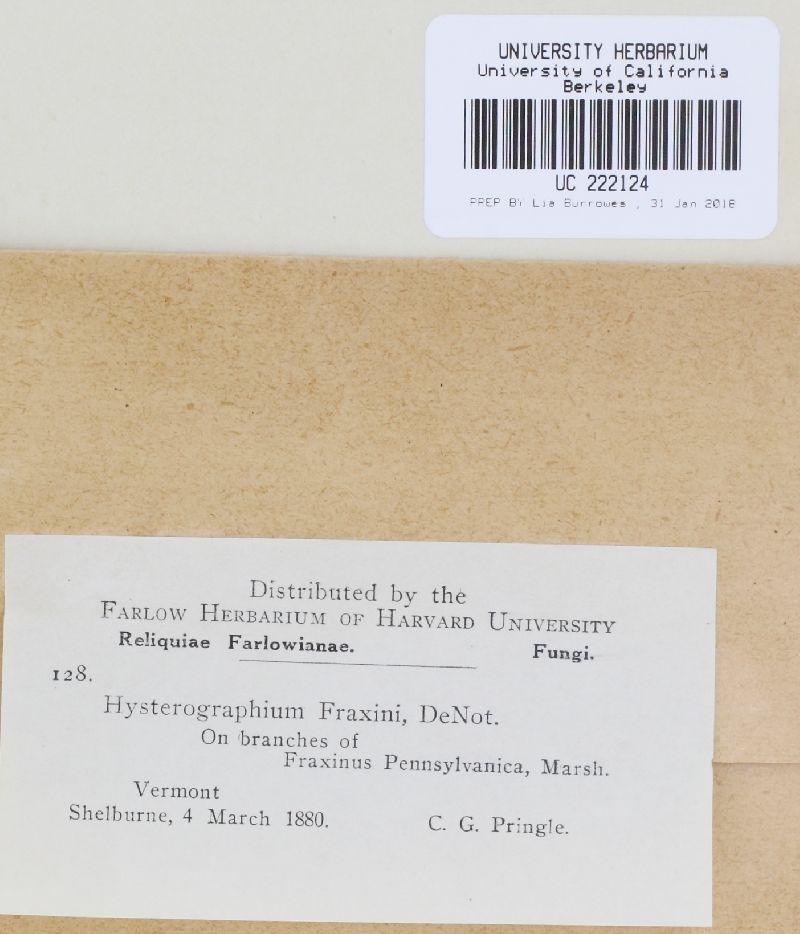 UNIVERSITY HERBARIUM
University of California
Berkeley
UC 222124
PREP BY Lia Burrowes , 31 Jan 2018
Distributed by the
FARLOW HERBARIUM OF HARVARD UNIVERSITY
Reliquiae Farlowianae. Fungi.
128.
Hysterographium Fraxini, DeNot.
On branches of
Fraxinus Pennsylvanica, Marsh.
Vermont
Shelburne, 4 March 1880. C. G. Pringle.